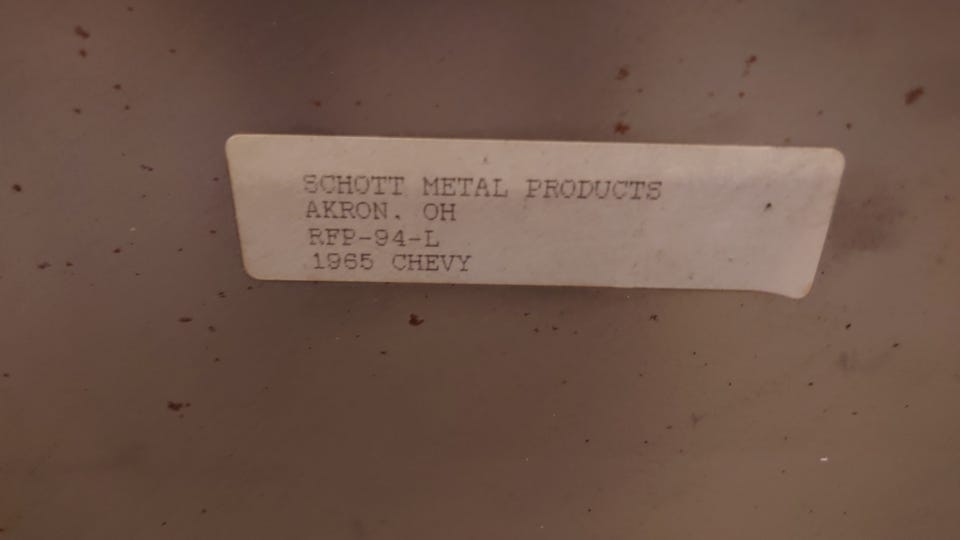 SCHOTT METAL PRODUCTS
AKRON. OH
RFP-94-L
1965 CHEVY